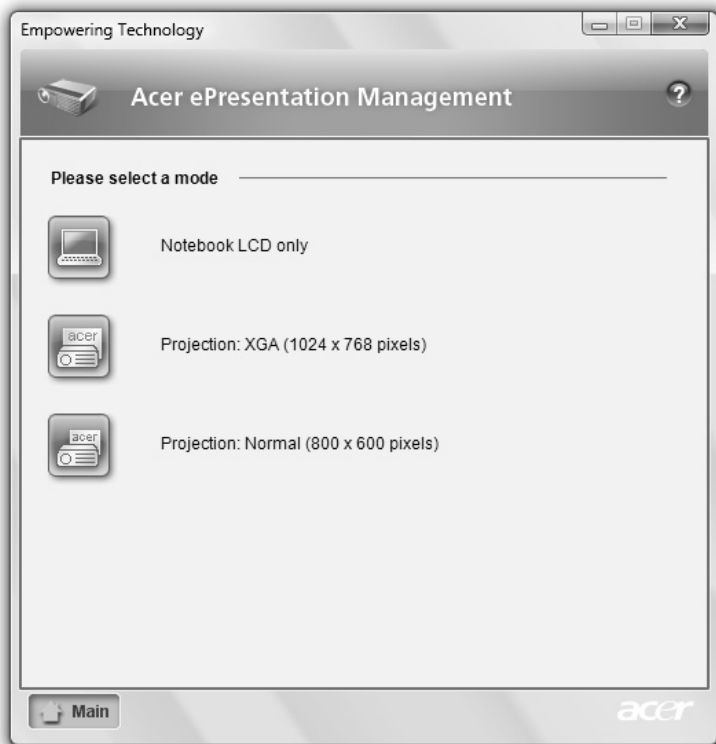 Empowering Technology
Acer ePresentation Management
?
Please select a mode
Notebook LCD only
acer
Projection: XGA (1024 x 768 pixels)
acer
Projection: Normal (800 x 600 pixels)
Main
acer